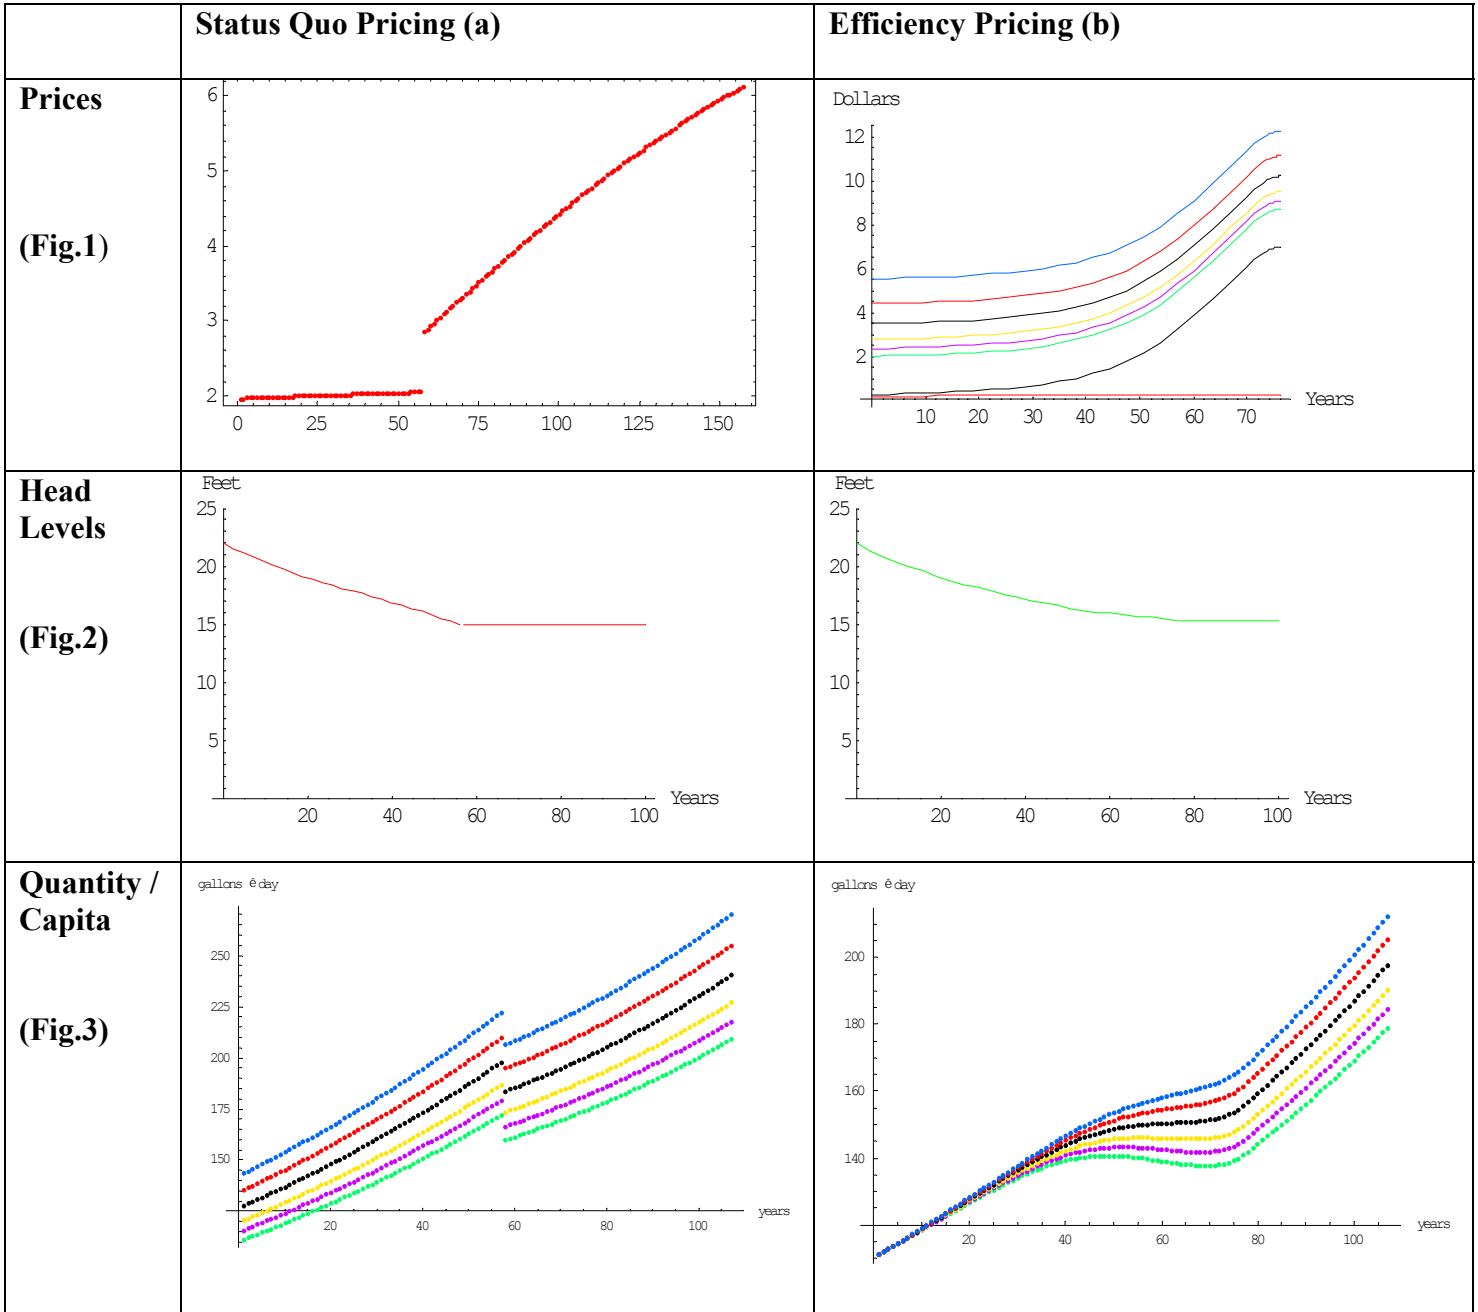 Status Quo Pricing (a)
Efficiency Pricing (b)
Prices
(Fig.1)
6
5
4
3
2
0 25 50 75 100 125 150
Dollars
12
10
8
6
4
2
10 20 30 40 50 60 70
Years
Head
Levels
(Fig.2)
Feet
25
20
15
10
5
20 40 60 80 100
Years
Feet
25
20
15
10
5
20 40 60 80 100
Years
Quantity /
Capita
(Fig.3)
gallons ê day
250
225
200
175
150
20 40 60 80 100
years
gallons ê day
200
180
160
140
20 40 60 80 100
years